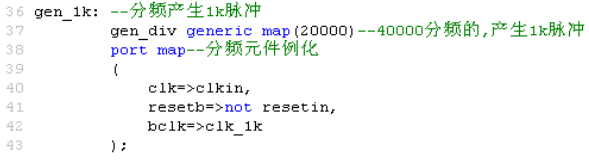 36 gen_1k: --分频产生1k脉冲
37 gen_div generic map(20000)--40000分频的,产生1k脉冲
38 port map--分频元件例化
39 (
40 clk=>clkin,
41 resetb=>not resetin,
42 bclk=>clk_1k
43 );